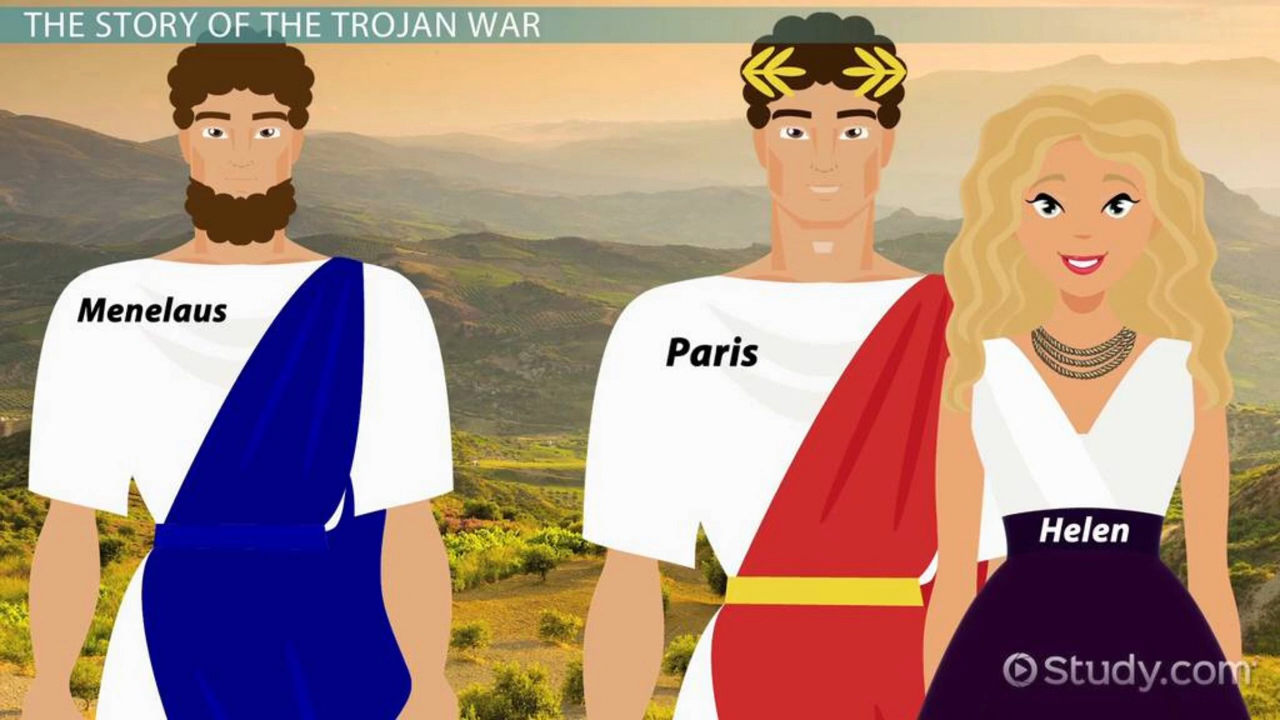 THE STORY OF THE TROJAN WAR
Menelaus
Paris
Helen
Study.com